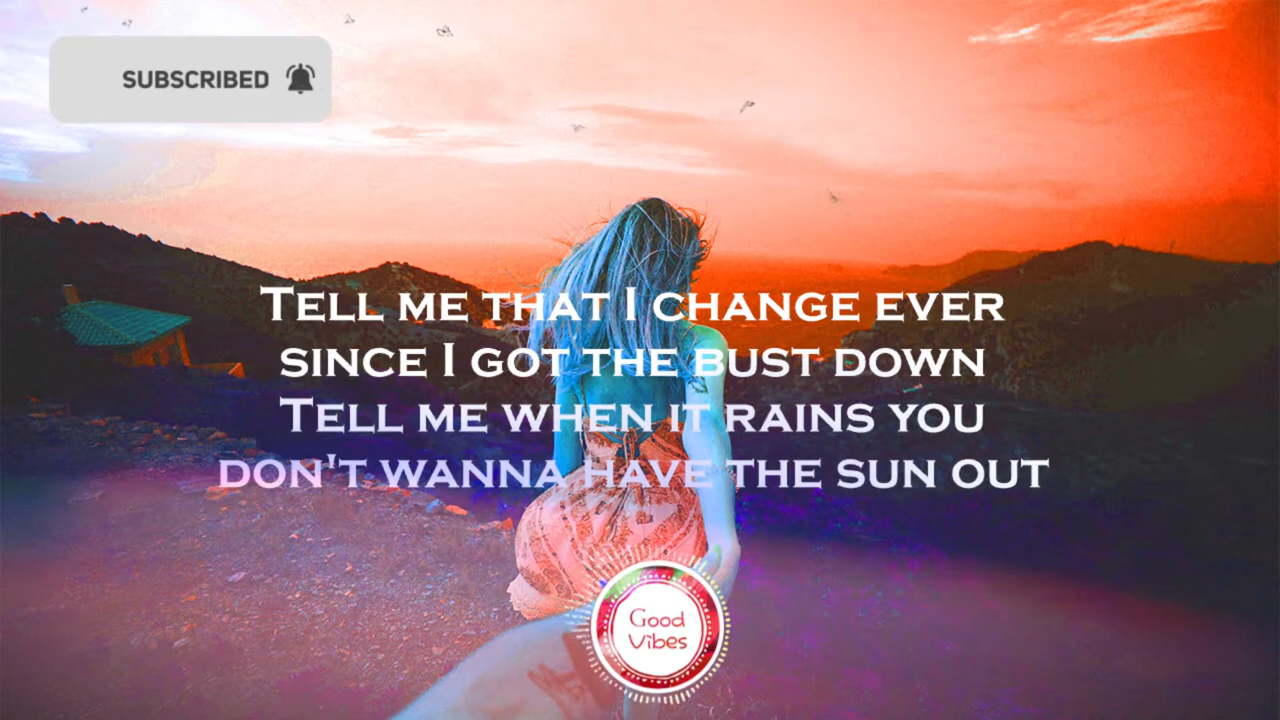 SUBSCRIBED
TELL ME THAT I CHANGE EVER
SINCE I GOT THE BUST DOWN
TELL ME WHEN IT RAINS YOU
DON'T WANNA HAVE THE SUN OUT
Good
Vibes